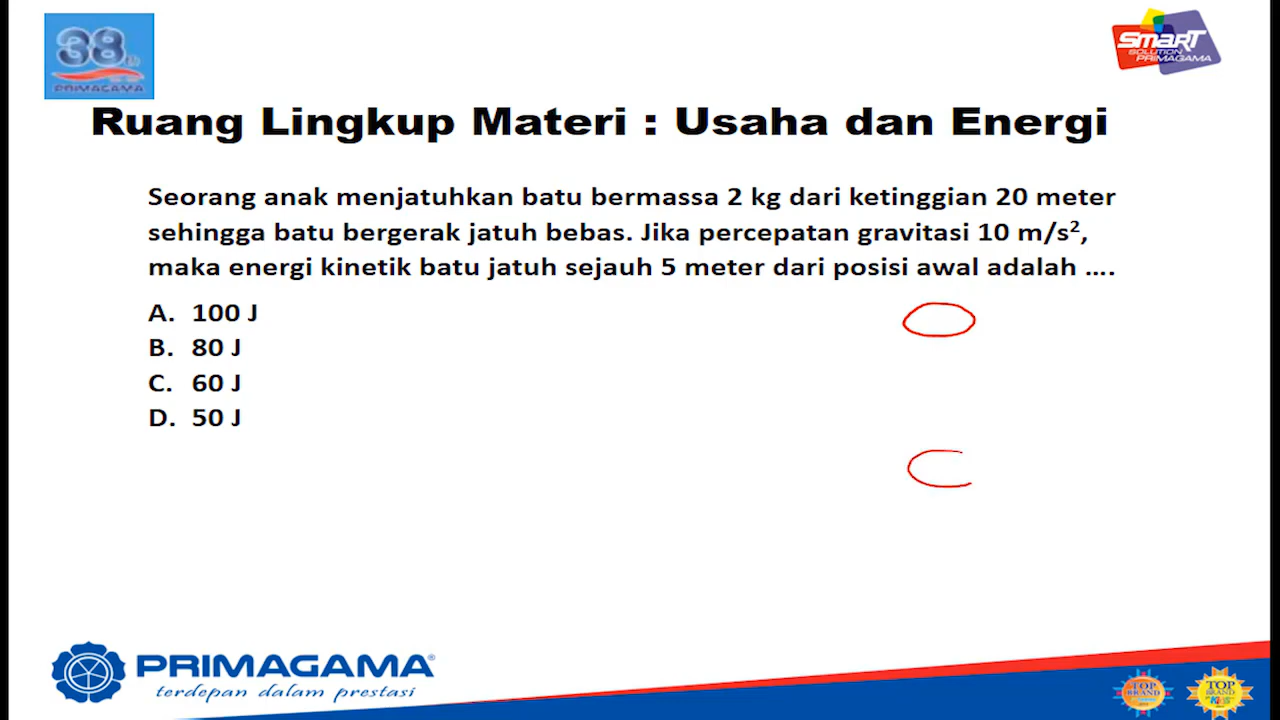 38th
PRIMAGAMA
SMART
SOLUTION
PRIMAGAMA
Ruang Lingkup Materi : Usaha dan Energi
Seorang anak menjatuhkan batu bermassa 2 kg dari ketinggian 20 meter
sehingga batu bergerak jatuh bebas. Jika percepatan gravitasi 10 m/s²,
maka energi kinetik batu jatuh sejauh 5 meter dari posisi awal adalah ....
A. 100 J
B. 80 J
C. 60 J
D. 50 J
PRIMAGAMA®
terdepan dalam prestasi
TOP
BRAND
TOP
BRAND